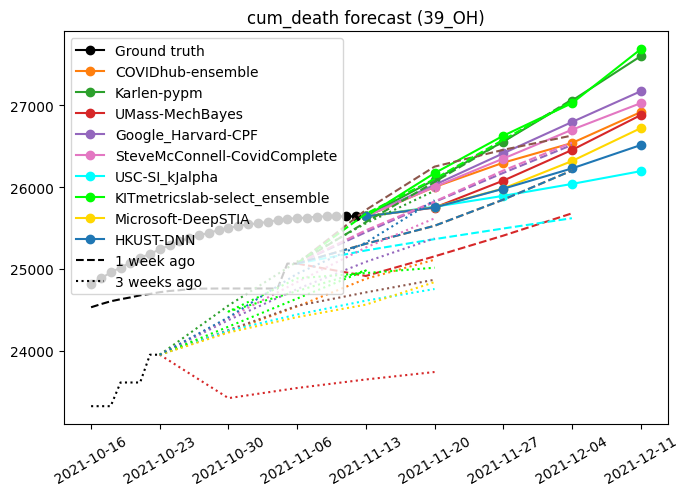 cum_death forecast (39_OH)
Ground truth
COVIDhub-ensemble
Karlen-pypm
UMass-MechBayes
Google_Harvard-CPF
SteveMcConnell-CovidComplete
USC-SI_kJalpha
KITmetricslab-select_ensemble
Microsoft-DeepSTIA
HKUST-DNN
1 week ago
3 weeks ago
27000
26000
25000
24000
2021-10-16
2021-10-23
2021-10-30
2021-11-06
2021-11-13
2021-11-20
2021-11-27
2021-12-04
2021-12-11